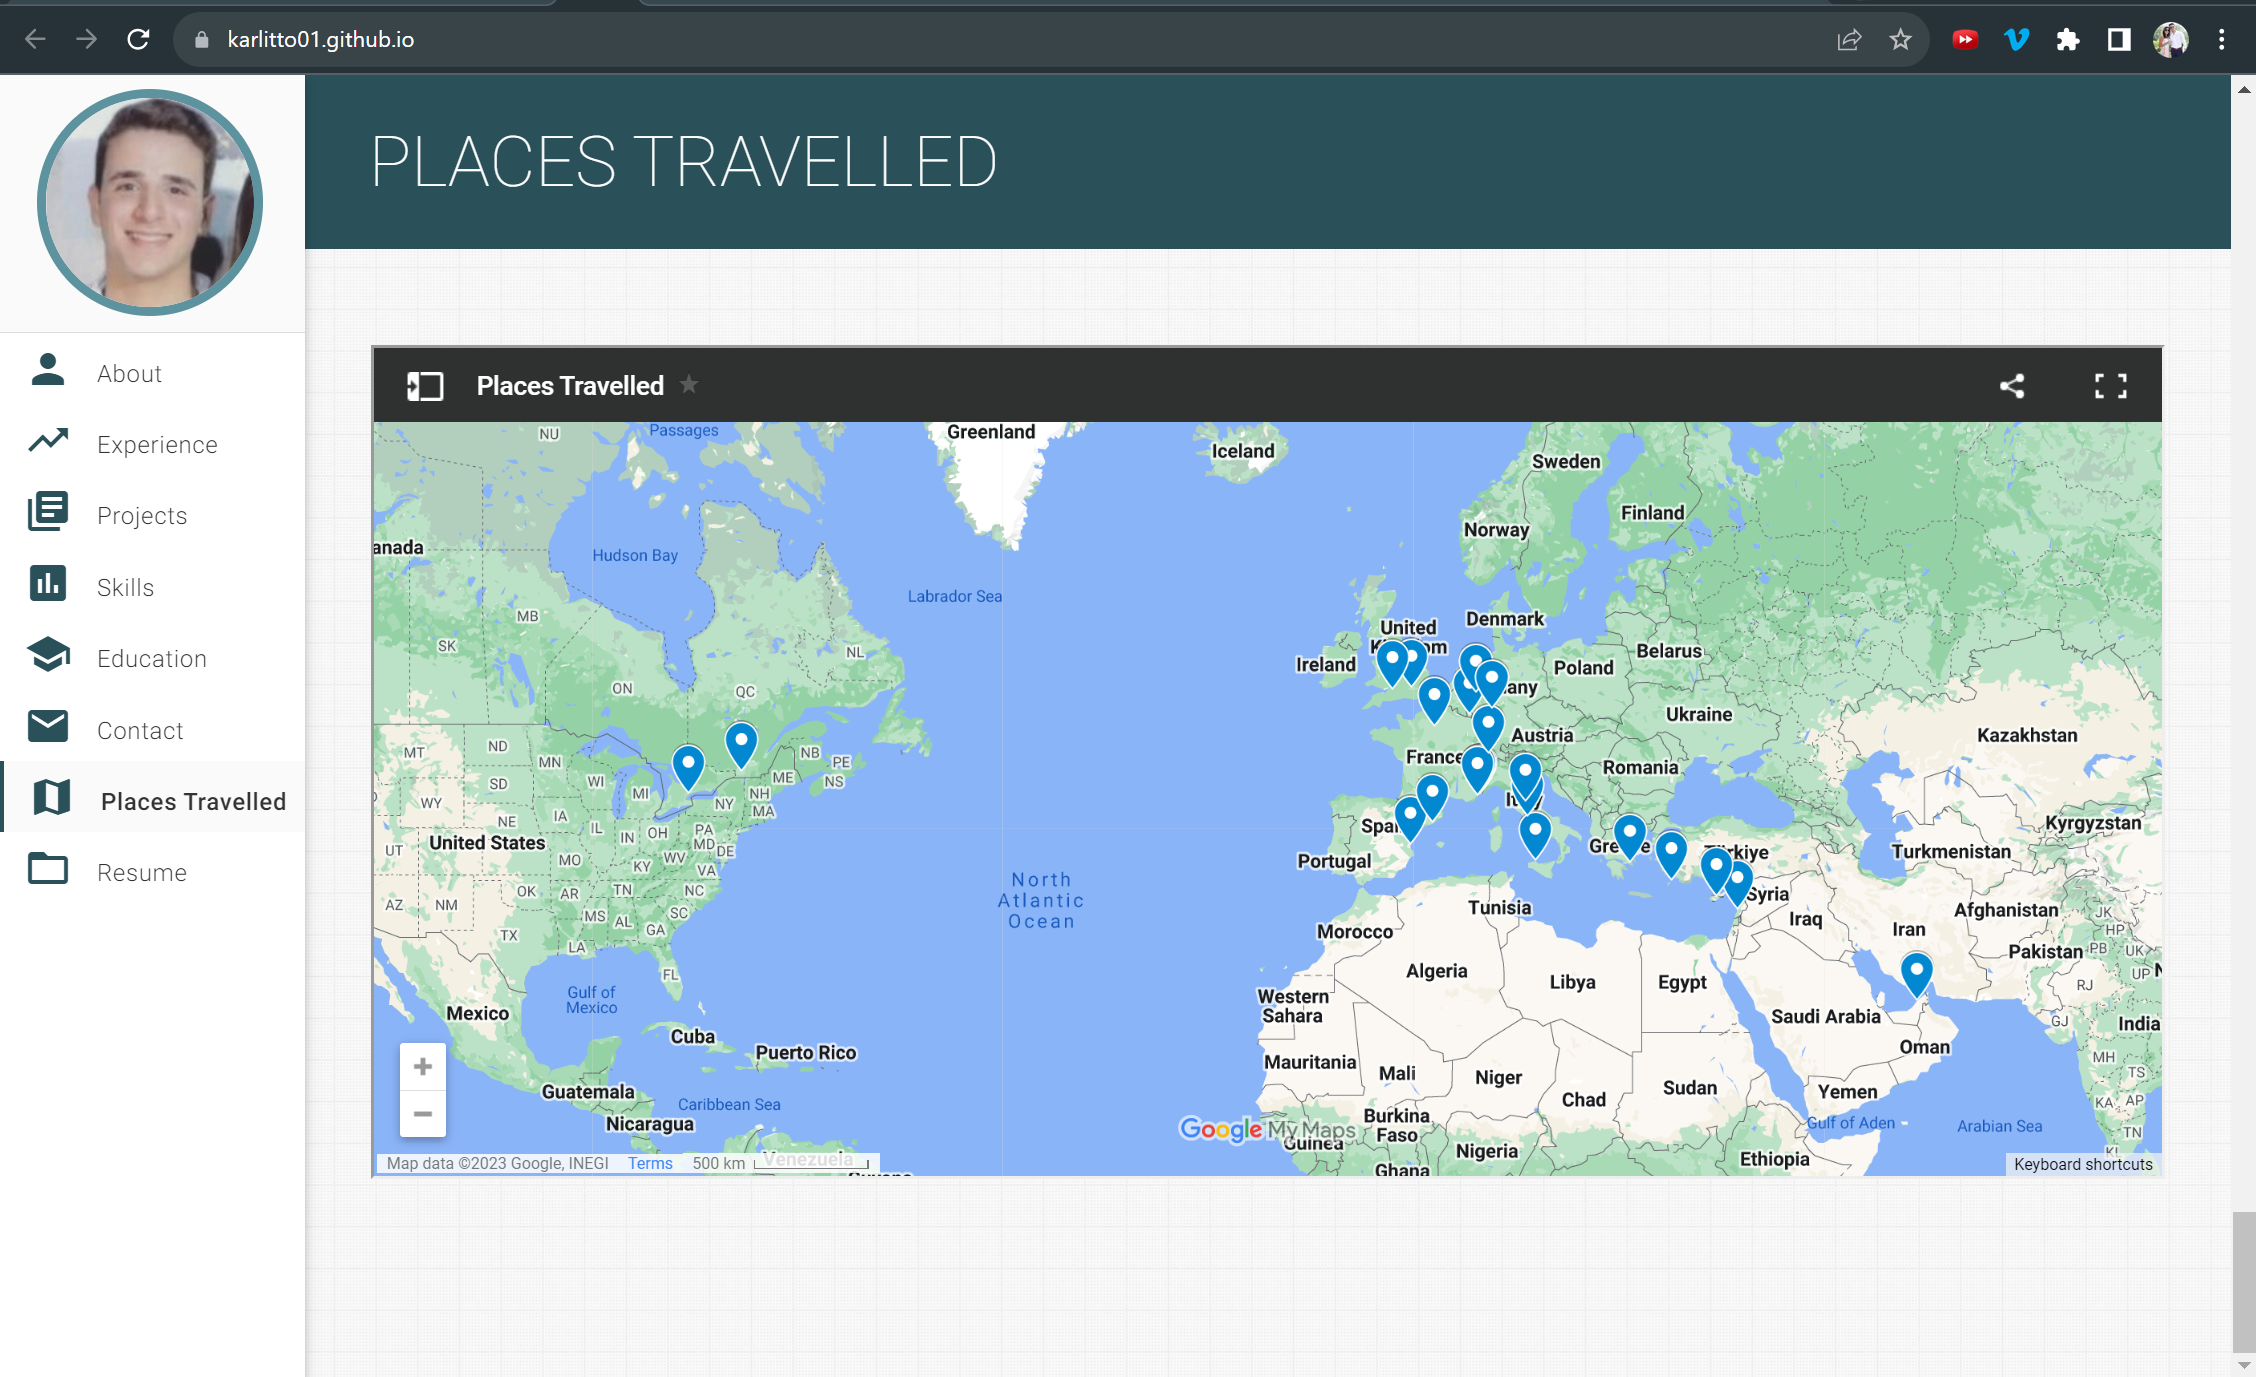 karlitto01.github.io
PLACES TRAVELLED
About
Experience
Projects
Skills
Education
Contact
Places Travelled
Resume
Places Travelled
NU
Passages
Greenland
Iceland
Sweden
Finland
Norway
anada
Hudson Bay
Labrador Sea
MB
SK
NL
ON
QC
Denmark
United
Ireland
Belarus
Poland
any
Ukraine
Austria
France
Kazakhstan
Romania
MT
ND
MN
NB
PE
SD
WI
MI
ME
NS
WY
NY
NH
MA
NE
IA
IL
IN
OH
PA
MD
DE
UT
United States
MO
KY
WV
VA
Portugal
Türkiye
Turkmenistan
Kyrgyzstan
Syria
AZ
NM
OK
AR
TN
NC
MS
AL
SC
GA
TX
LA
FL
North
Atlantic
Ocean
Tunisia
Morocco
Iraq
Iran
Afghanistan
JK
HP
Pakistan
PB
UK
UP
RJ
Algeria
Libya
Egypt
Western
Sahara
Saudi Arabia
GJ
India
Gulf of
Mexico
Mexico
Cuba
Puerto Rico
Oman
Mauritania
Mali
Niger
Chad
Sudan
Yemen
MH
TS
KA
AP
TN
KL
Guatemala
Caribbean Sea
Nicaragua
Burkina
Faso
Guinea
Nigeria
Ghana
Ethiopia
Gulf of Aden
Arabian Sea
Venezuela
Google My Maps
Map data ©2023 Google, INEGI
Terms
500 km
Keyboard shortcuts